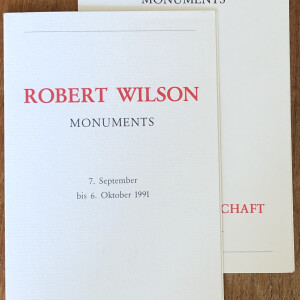 MONUMENTS
ROBERT WILSON
MONUMENTS
7. September
bis 6. Oktober 1991
CHAFT